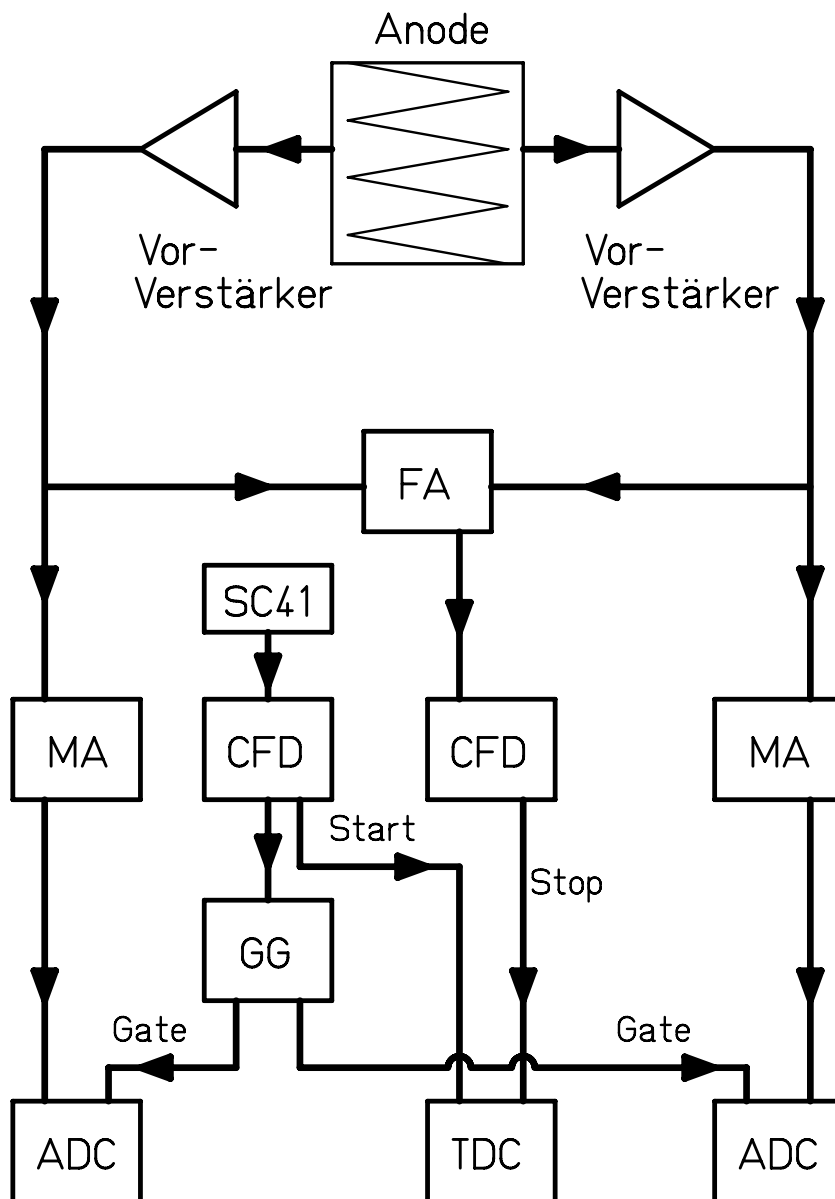 Anode
Vor-
Verstärker
Vor-
Verstärker
FA
SC41
MA
CFD
CFD
MA
Start
Stop
GG
Gate
Gate
ADC
TDC
ADC